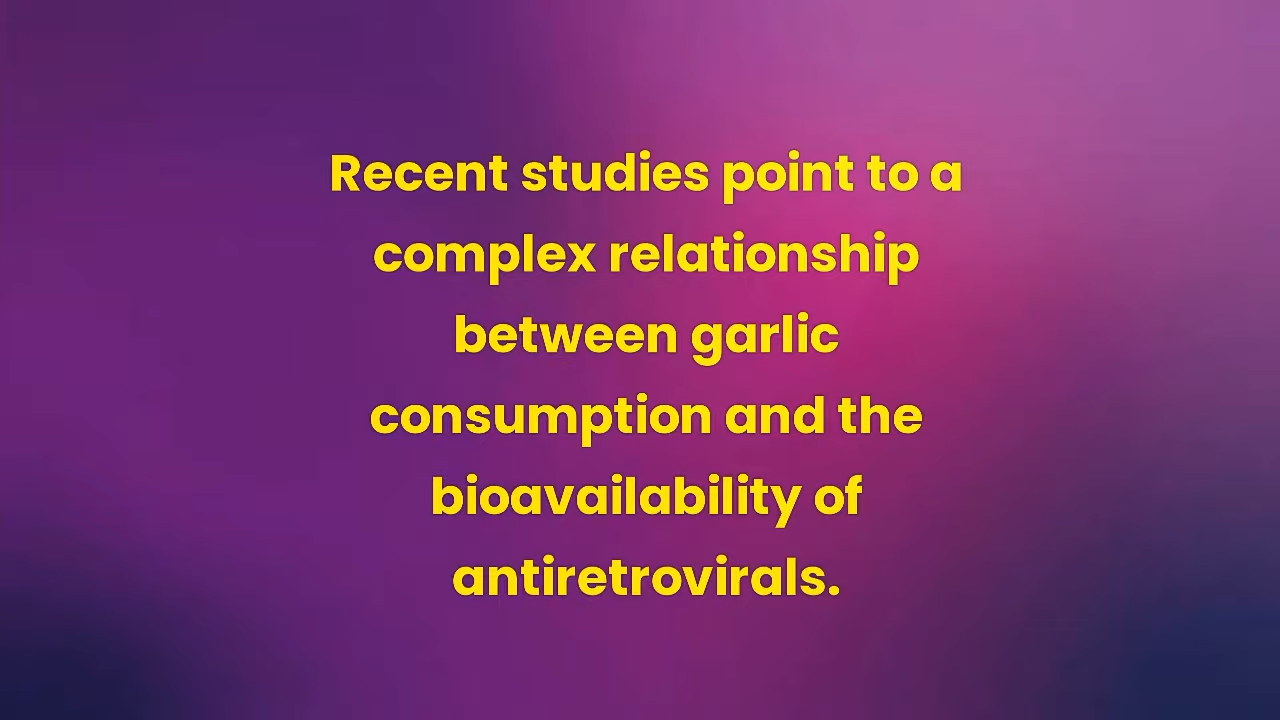 Recent studies point to a
complex relationship
between garlic
consumption and the
bioavailability of
antiretrovirals.